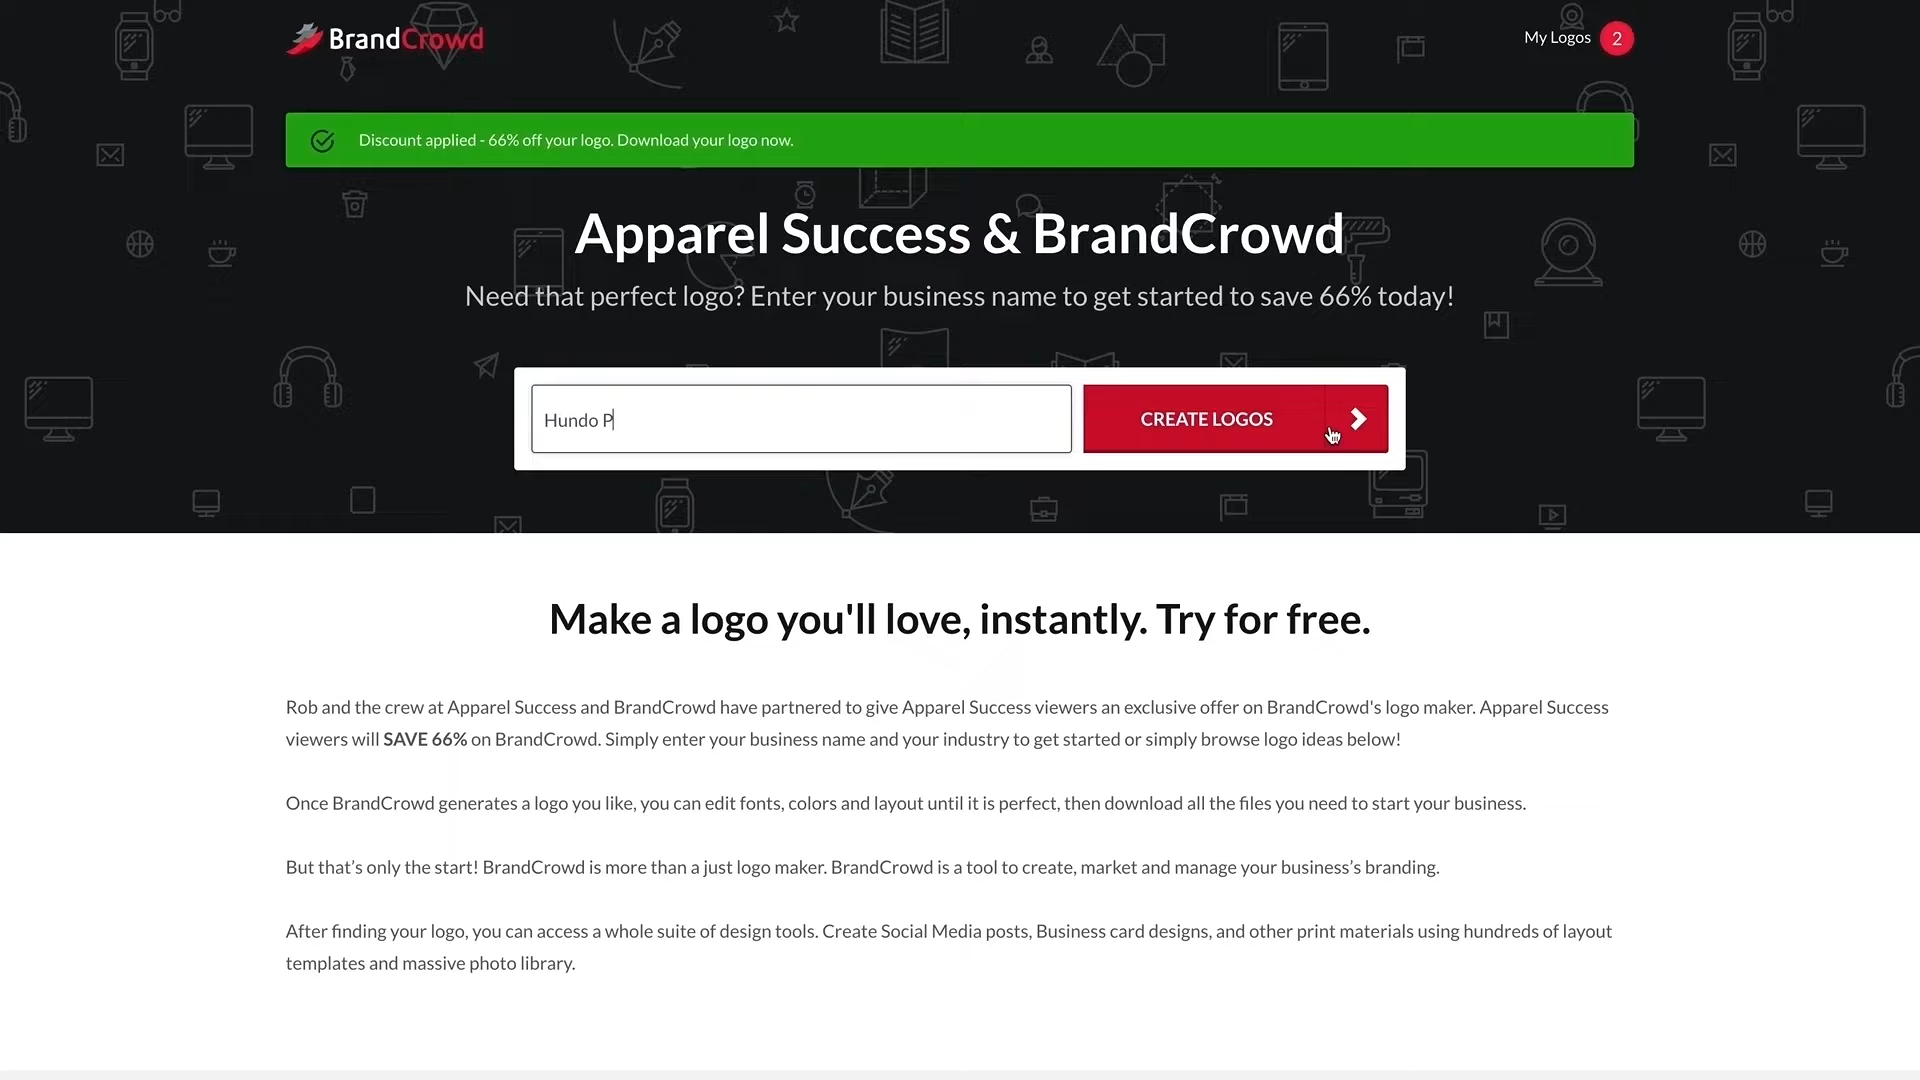 BrandCrowd
My Logos 2
Discount applied - 66% off your logo. Download your logo now.
Apparel Success & BrandCrowd
Need that perfect logo? Enter your business name to get started to save 66% today!
Hundo P
CREATE LOGOS
Make a logo you'll love, instantly. Try for free.
Rob and the crew at Apparel Success and BrandCrowd have partnered to give Apparel Success viewers an exclusive offer on BrandCrowd's logo maker. Apparel Success
viewers will SAVE 66% on BrandCrowd. Simply enter your business name and your industry to get started or simply browse logo ideas below!
Once BrandCrowd generates a logo you like, you can edit fonts, colors and layout until it is perfect, then download all the files you need to start your business.
But that’s only the start! BrandCrowd is more than a just logo maker. BrandCrowd is a tool to create, market and manage your business’s branding.
After finding your logo, you can access a whole suite of design tools. Create Social Media posts, Business card designs, and other print materials using hundreds of layout
templates and massive photo library.